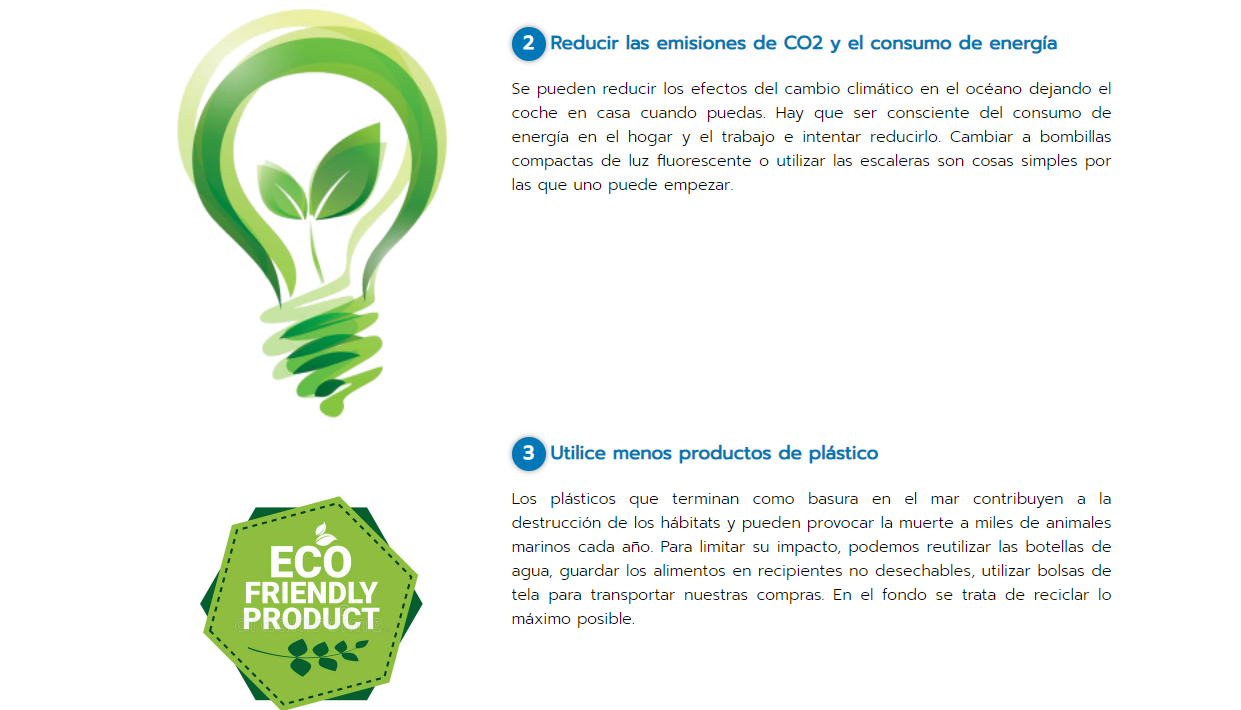 2 Reducir las emisiones de CO2 y el consumo de energía
Se pueden reducir los efectos del cambio climático en el océano dejando el
coche en casa cuando puedas. Hay que ser consciente del consumo de
energía en el hogar y el trabajo e intentar reducirlo. Cambiar a bombillas
compactas de luz fluorescente o utilizar las escaleras son cosas simples por
las que uno puede empezar.
3 Utilice menos productos de plástico
Los plásticos que terminan como basura en el mar contribuyen a la
destrucción de los hábitats y pueden provocar la muerte a miles de animales
marinos cada año. Para limitar su impacto, podemos reutilizar las botellas de
agua, guardar los alimentos en recipientes no desechables, utilizar bolsas de
tela para transportar nuestras compras. En el fondo se trata de reciclar lo
máximo posible.
ECO
FRIENDLY
PRODUCT